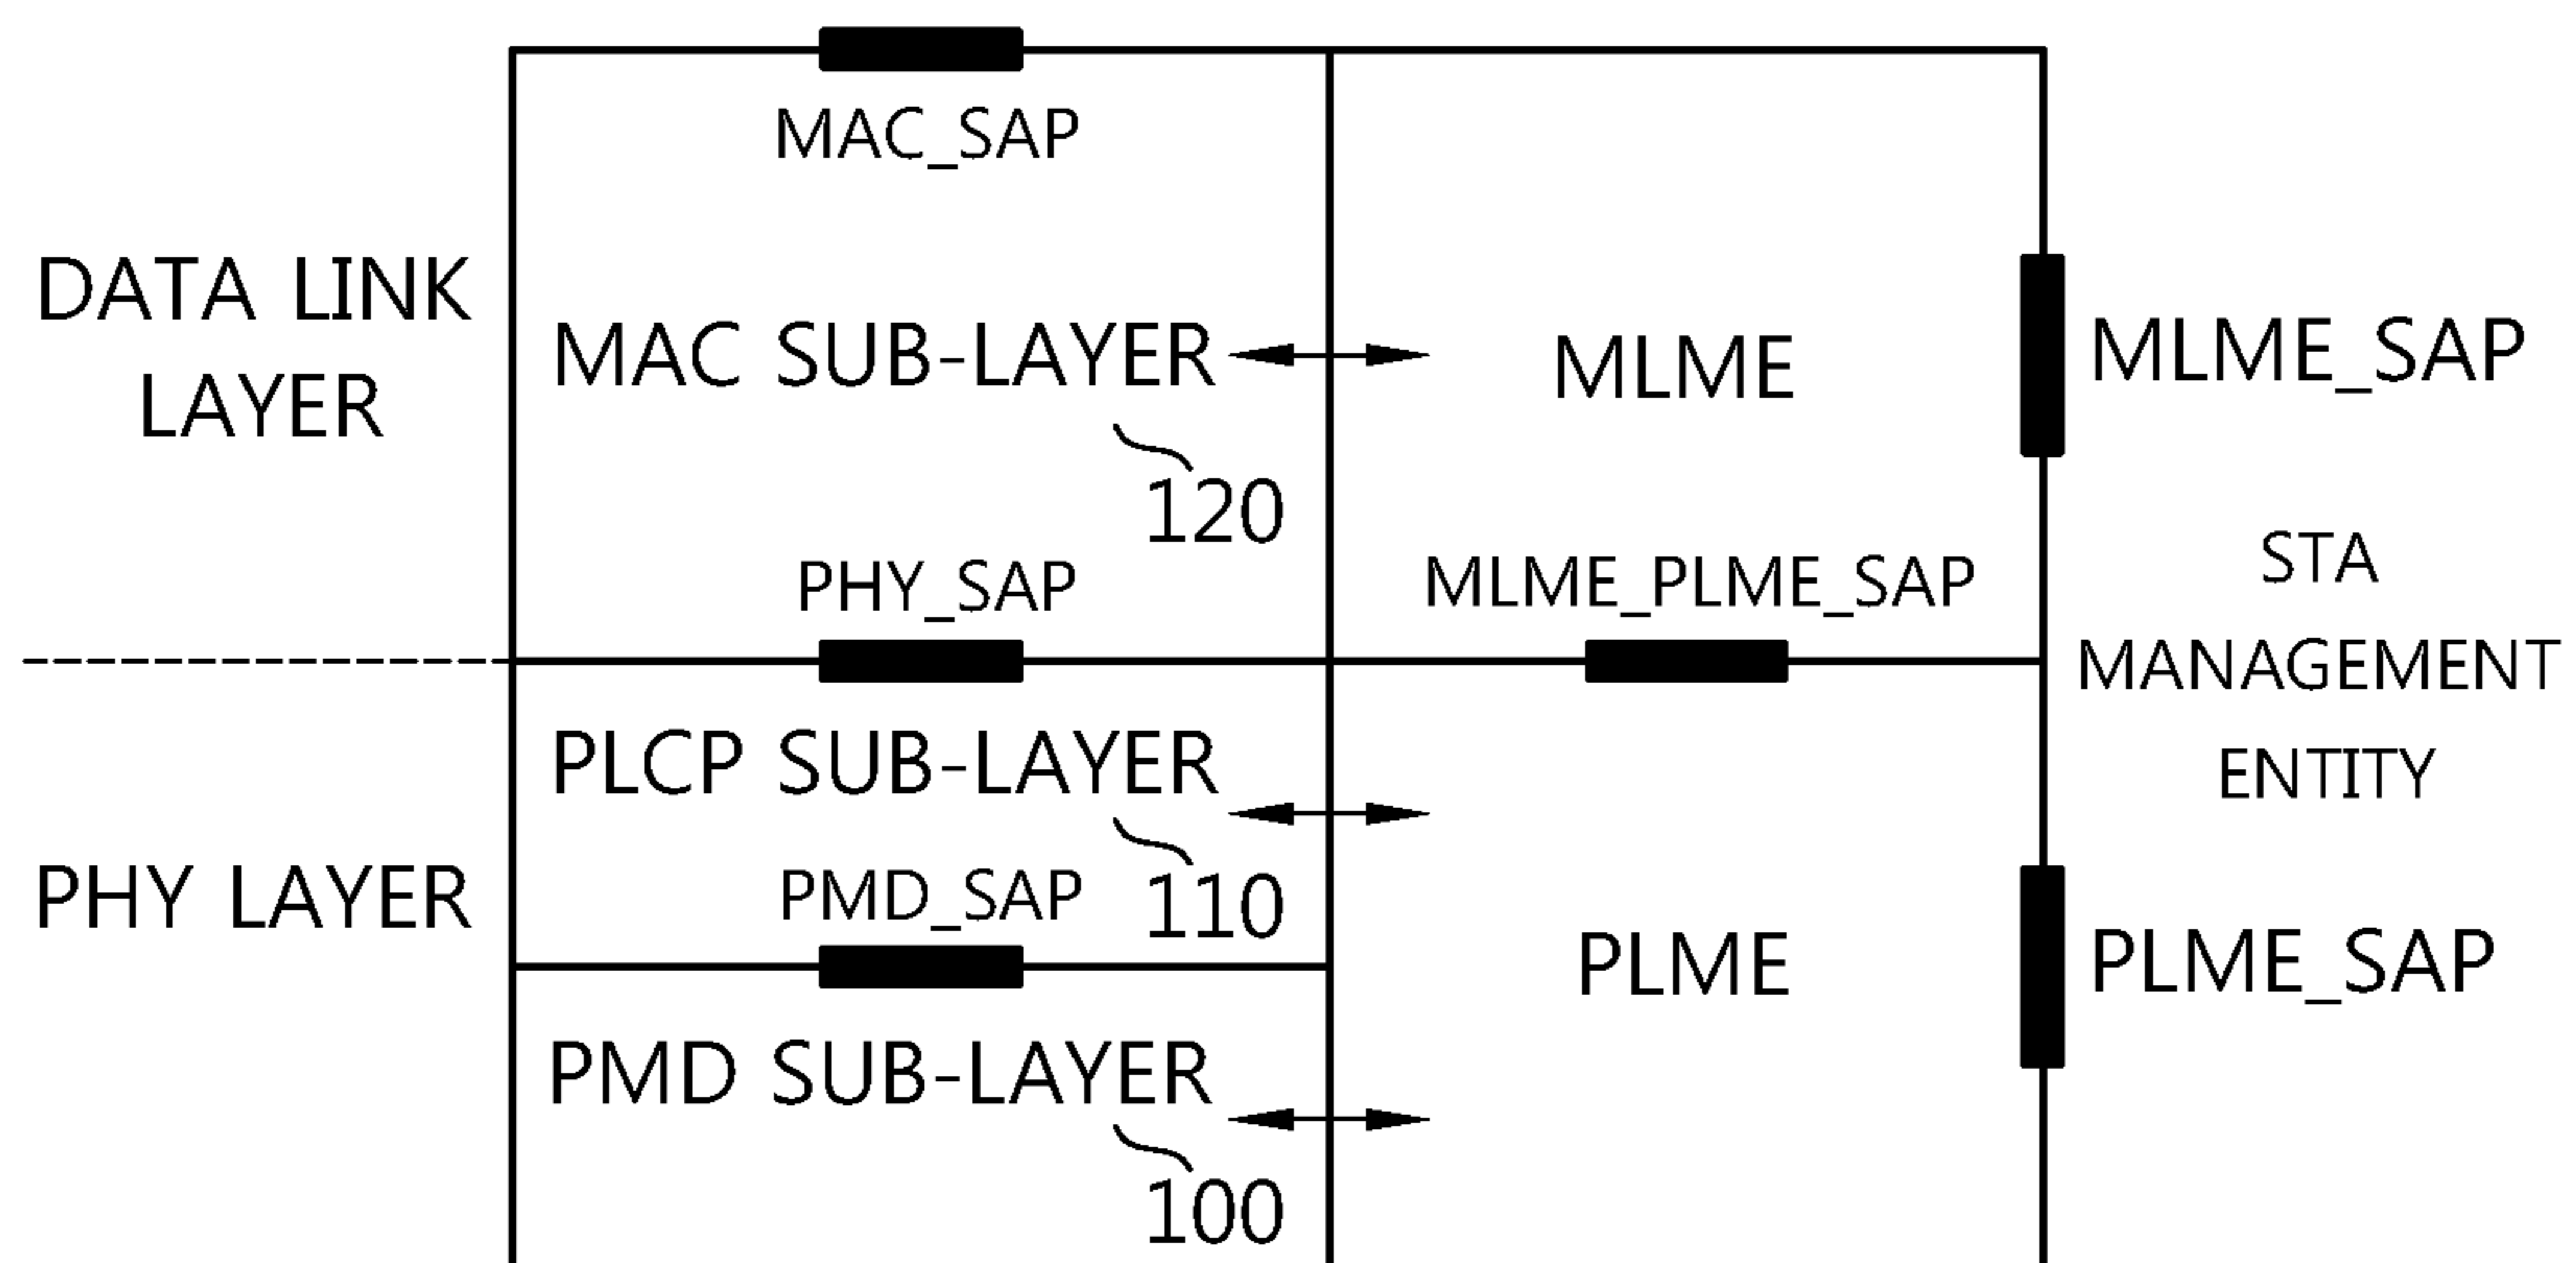 MAC_SAP
DATA LINK
LAYER
MAC SUB-LAYER
120
MLME
MLME_SAP
PHY_SAP
MLME_PLME_SAP
STA
MANAGEMENT
ENTITY
PHY LAYER
PLCP SUB-LAYER
110
PMD_SAP
PMD SUB-LAYER
100
PLME
PLME_SAP